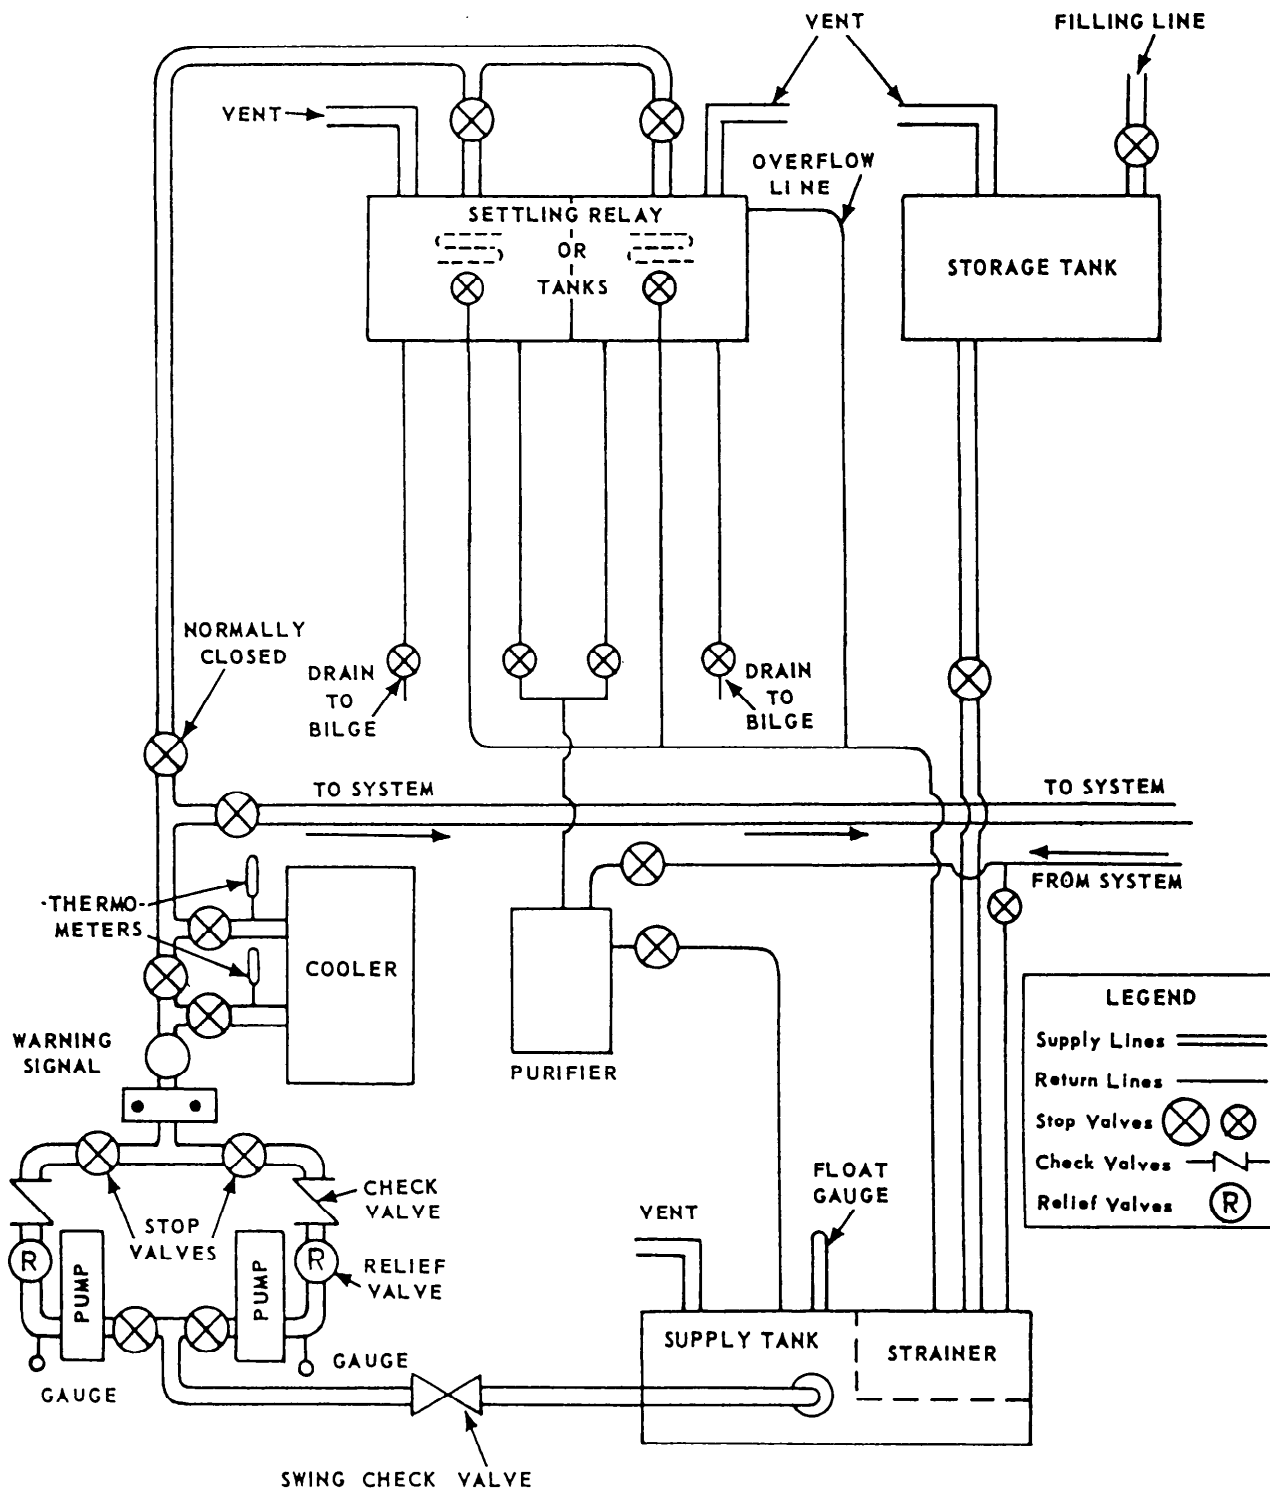 VENT
FILLING LINE
VENT
OVERFLOW
LINE
SETTLING RELAY
OR
TANKS
STORAGE TANK
NORMALLY
CLOSED
DRAIN
TO
BILGE
DRAIN
TO
BILGE
TO SYSTEM
TO SYSTEM
FROM SYSTEM
THERMO-
METERS
COOLER
PURIFIER
WARNING
SIGNAL
LEGEND
Supply Lines
Return Lines
Stop Valves
Check Valves
Relief Valves R
STOP
VALVES
CHECK
VALVE
RELIEF
VALVE
R
PUMP
PUMP
R
GAUGE
GAUGE
VENT
FLOAT
GAUGE
SUPPLY TANK
STRAINER
SWING CHECK VALVE